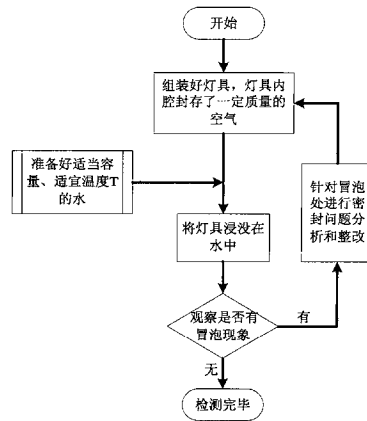 开始
组装好灯具，灯具内
腔封存了一定质量的
空气
准备好适当容
量、适宜温度T
的水
针对冒泡
处进行密
封问题分
析和整改
将灯具浸没在
水中
观察是否有
冒泡现象
有
无
检测完毕